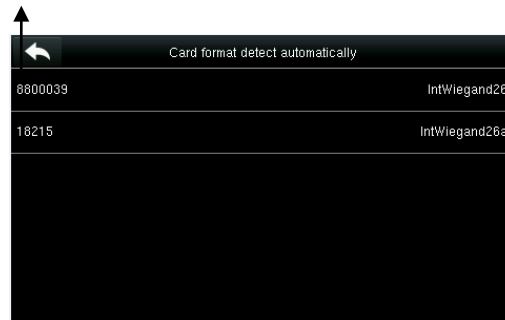 Card format detect automatically
8800039 IntWiegand26
18215 IntWiegand26a